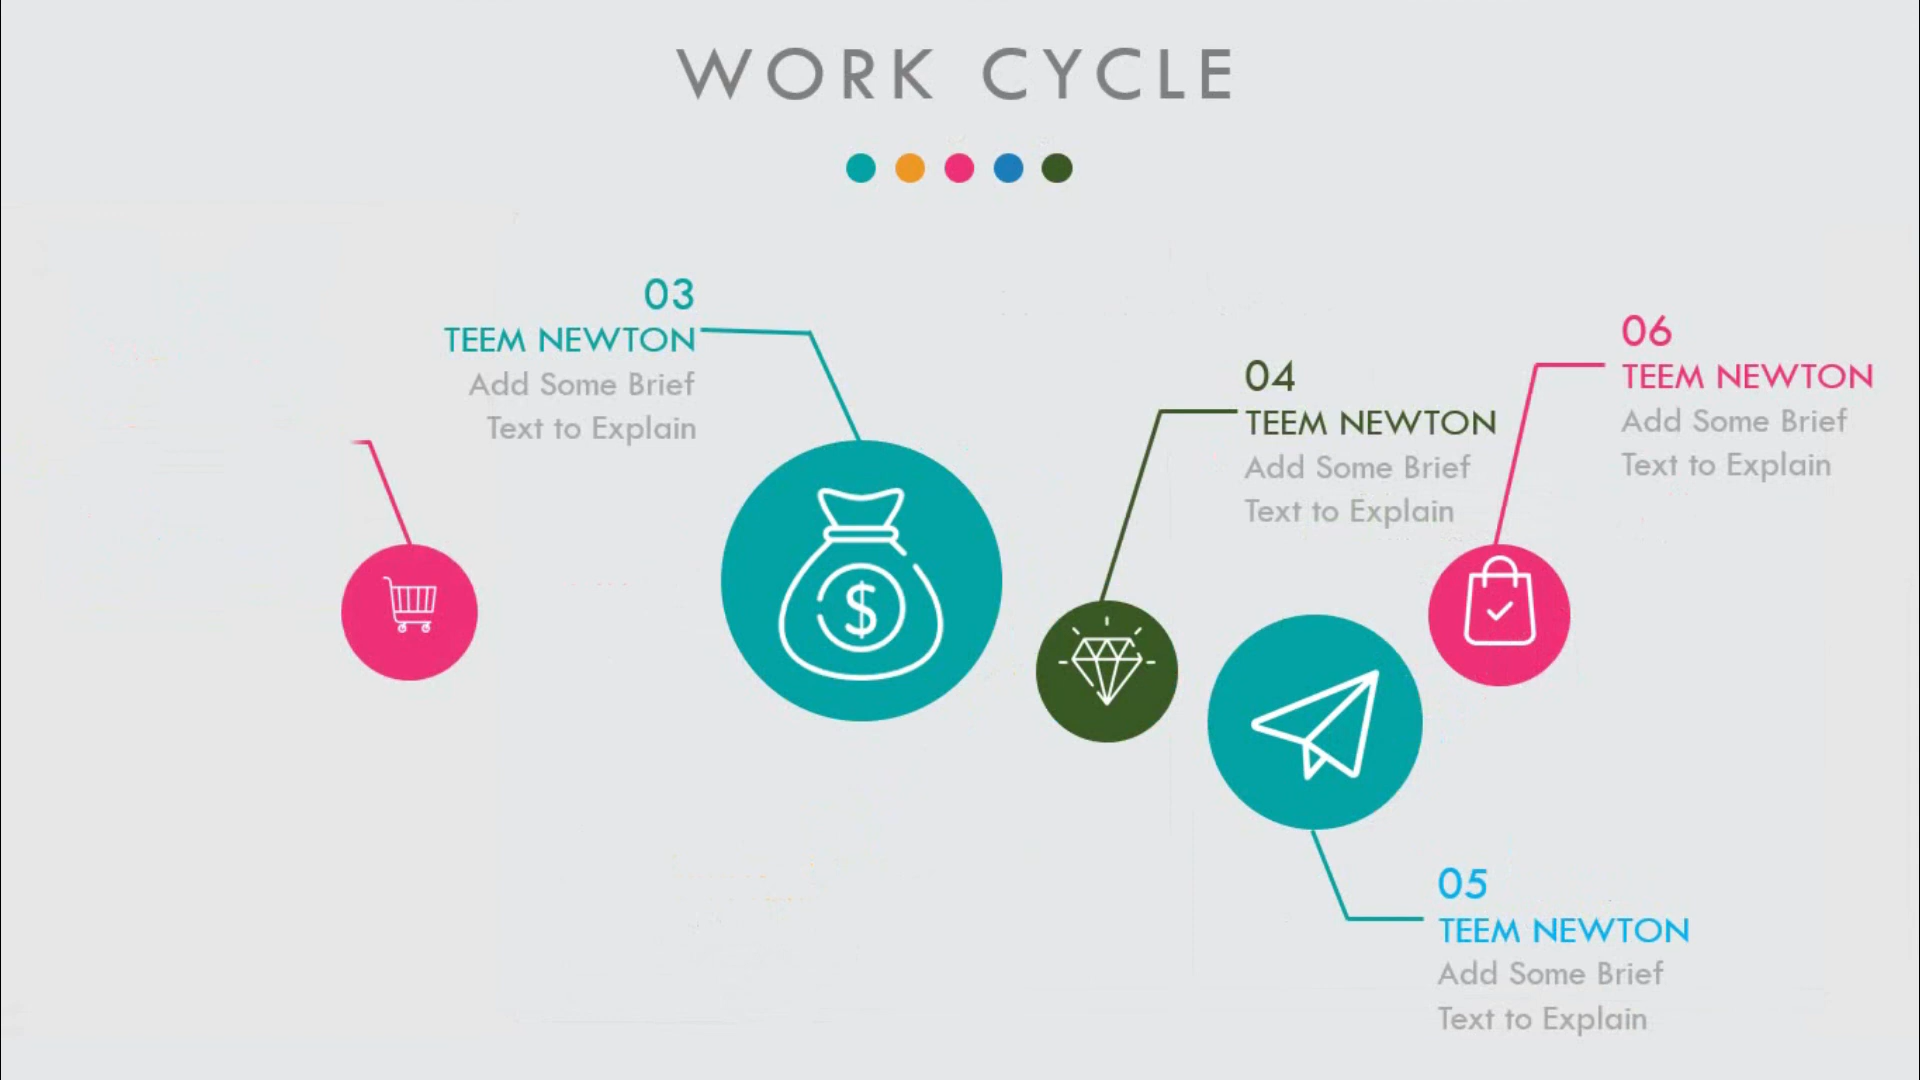 WORK CYCLE
03
TEEM NEWTON
Add Some Brief
Text to Explain
04
TEEM NEWTON
Add Some Brief
Text to Explain
06
TEEM NEWTON
Add Some Brief
Text to Explain
$
05
TEEM NEWTON
Add Some Brief
Text to Explain